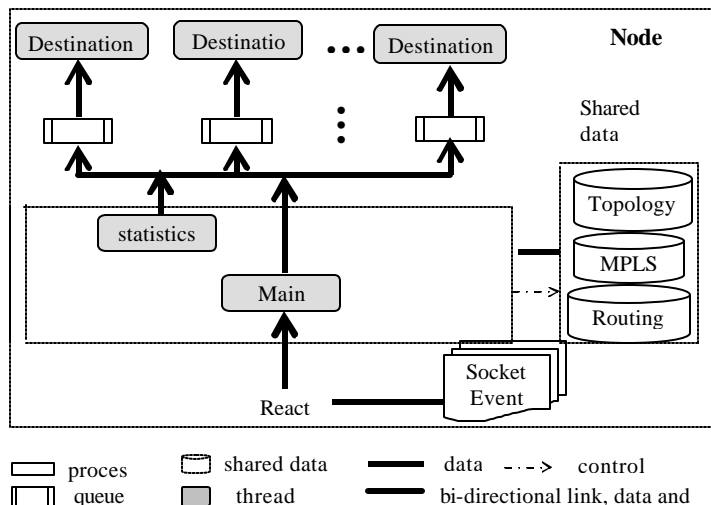 Destination
Destinatio
Destination
Node
Shared
data
Topology
statistics
MPLS
Main
Routing
Socket
Event
React
proces
shared data
data
control
queue
thread
bi-directional link, data and